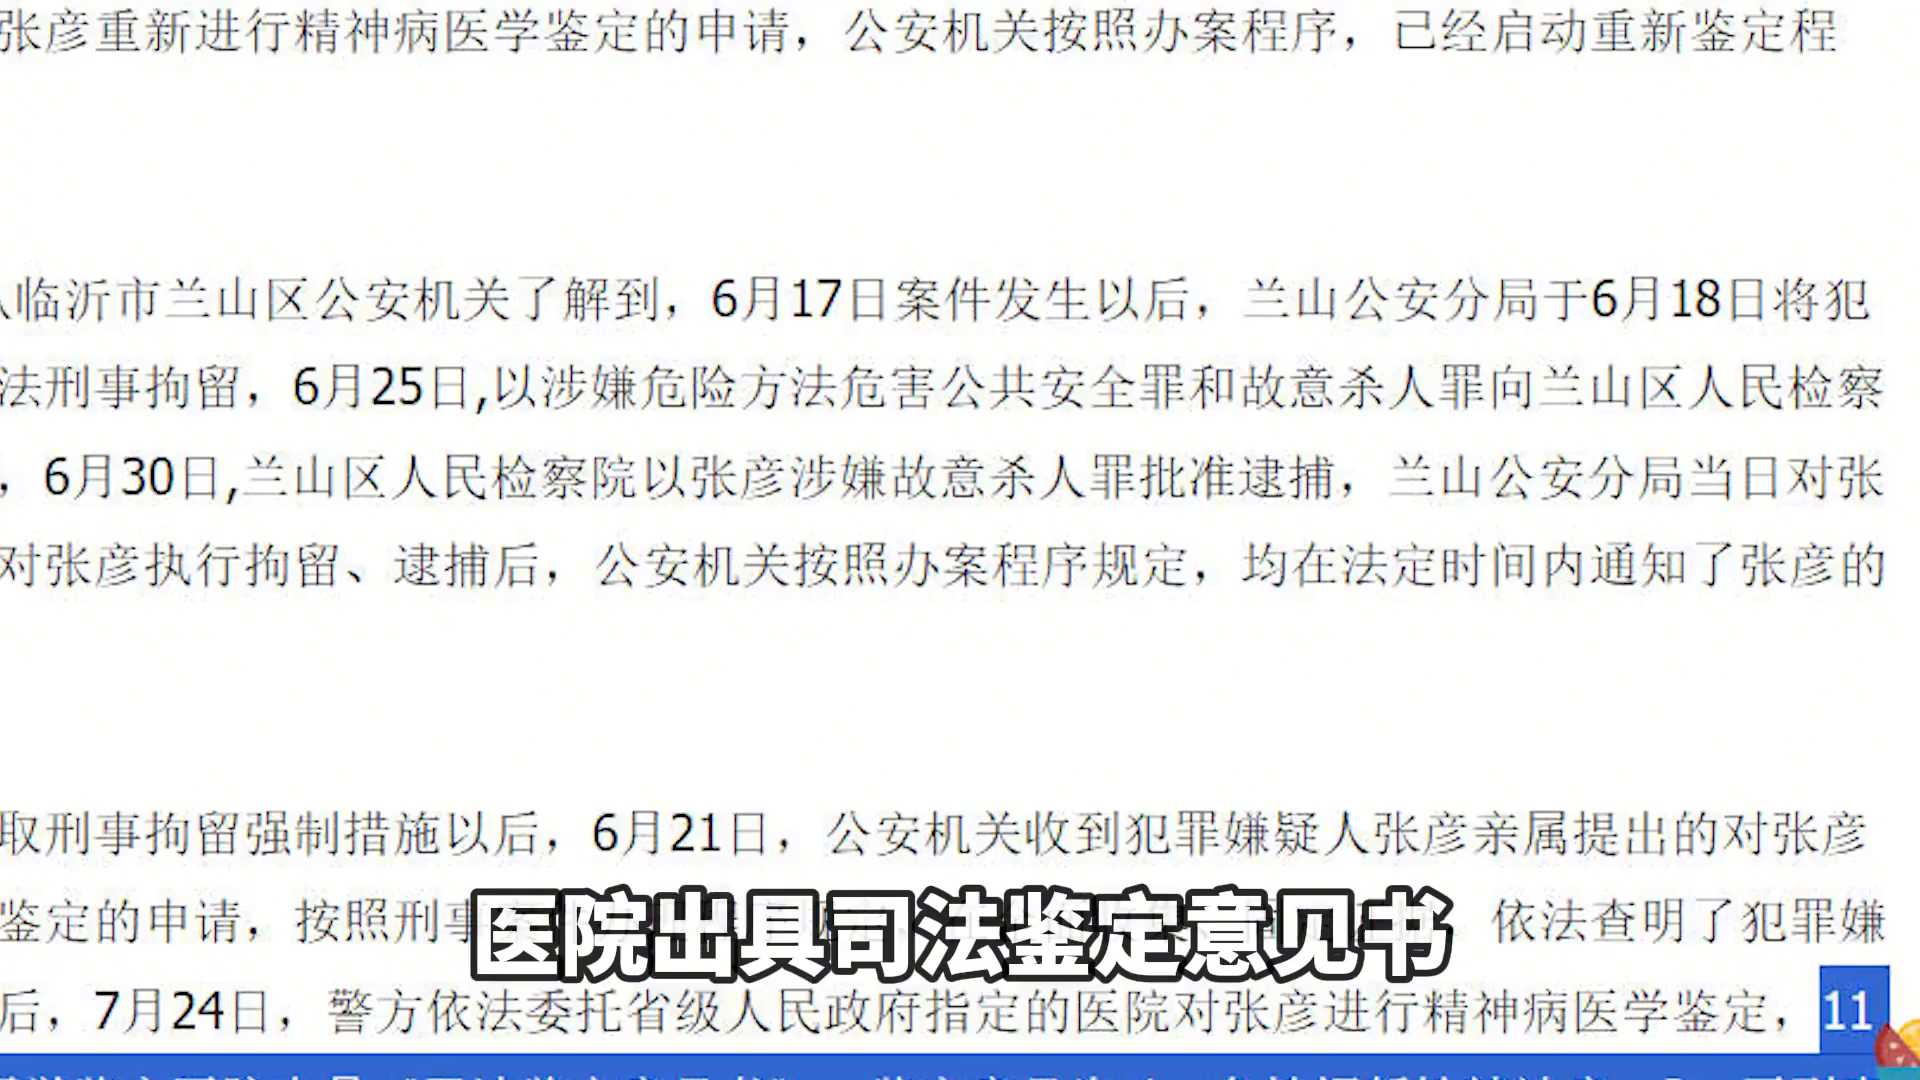 张彦重新进行精神病医学鉴定的申请，公安机关按照办案程序，已经启动重新鉴定程
临沂市兰山区公安机关了解到，6月17日案件发生以后，兰山公安分局于6月18日将犯
法刑事拘留，6月25日,以涉嫌危险方法危害公共安全罪和故意杀人罪向兰山区人民检察
，6月30日,兰山区人民检察院以张彦涉嫌故意杀人罪批准逮捕，兰山公安分局当日对张
对张彦执行拘留、逮捕后，公安机关按照办案程序规定，均在法定时间内通知了张彦的
取刑事拘留强制措施以后，6月21日，公安机关收到犯罪嫌疑人张彦亲属提出的对张彦
鉴定的申请，按照刑事 依法查明了犯罪嫌
医院出具司法鉴定意见书
后，7月24日，警方依法委托省级人民政府指定的医院对张彦进行精神病医学鉴定，11